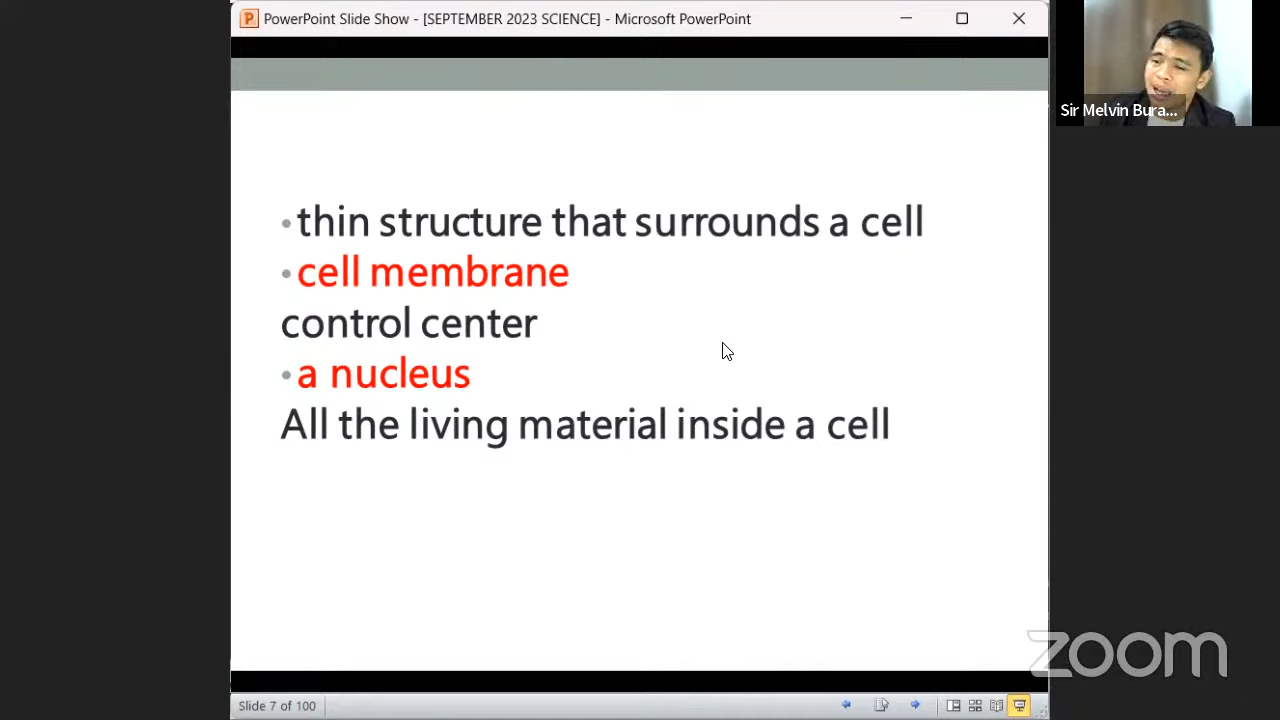 PowerPoint Slide Show - [SEPTEMBER 2023 SCIENCE] - Microsoft PowerPoint
Sir Melvin Bura...
• thin structure that surrounds a cell
• cell membrane
control center
• a nucleus
All the living material inside a cell
zoom
Slide 7 of 100